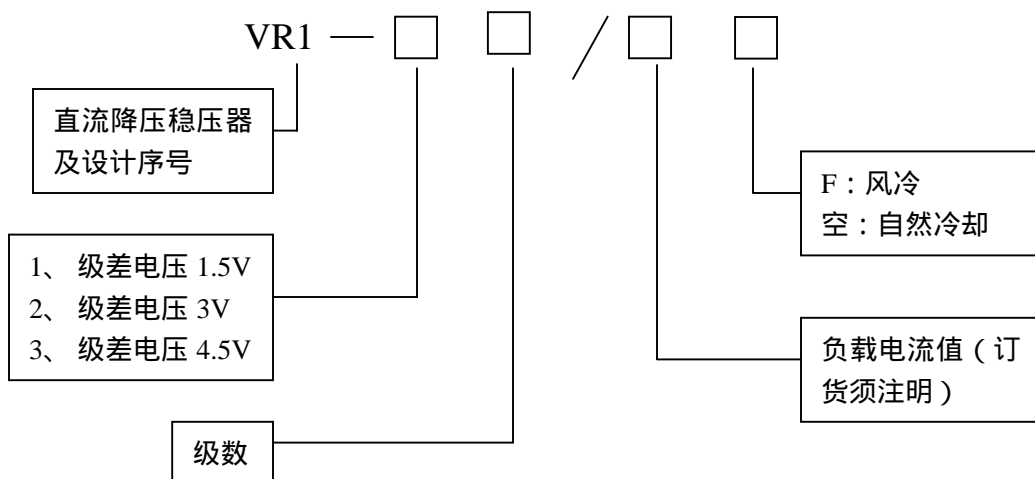 VR1 — □ □ / □ □
直流降压稳压器
及设计序号
F：风冷
空：自然冷却
1、 级差电压 1.5V
2、 级差电压 3V
3、 级差电压 4.5V
负载电流值（订
货须注明）
级数